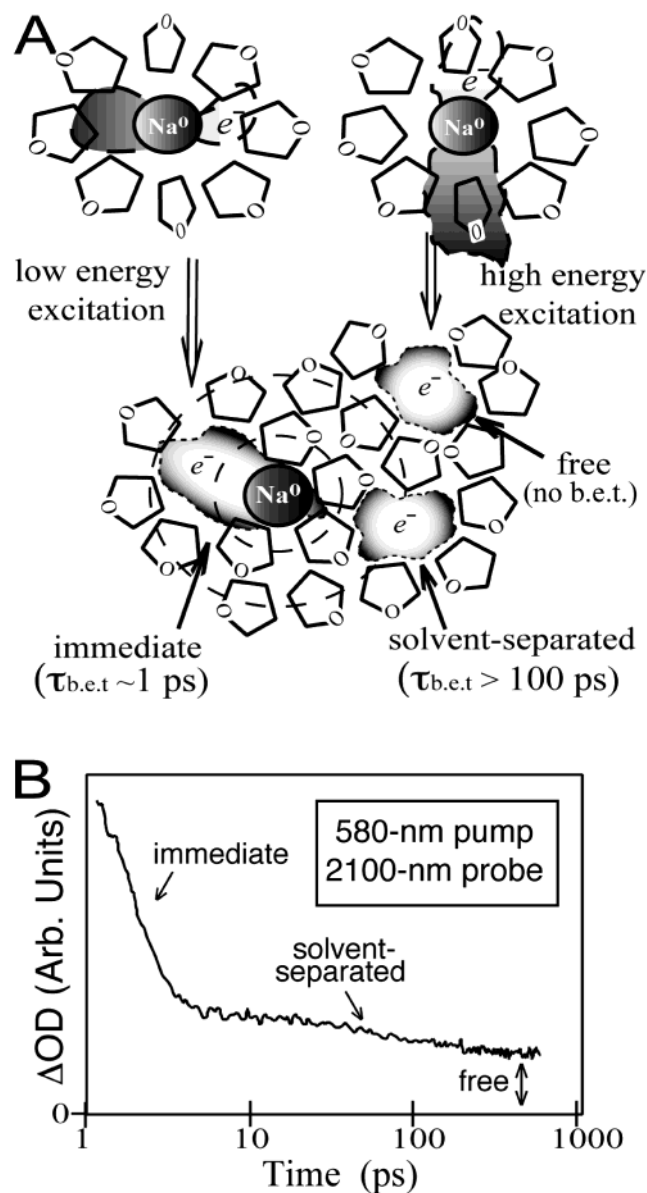 A
Na⁰
e⁻
O
O
O
O
O
O
O
O
Na⁰
e⁻
O
O
O
O
O
O
O
O
low energy
excitation
high energy
excitation
e⁻
e⁻
Na⁰
e⁻
free
(no b.e.t.)
immediate
(τb.e.t ~1 ps)
solvent-separated
(τb.e.t > 100 ps)
B
580-nm pump
2100-nm probe
immediate
solvent-
separated
free
ΔOD (Arb. Units)
0
1
10
100
1000
Time (ps)